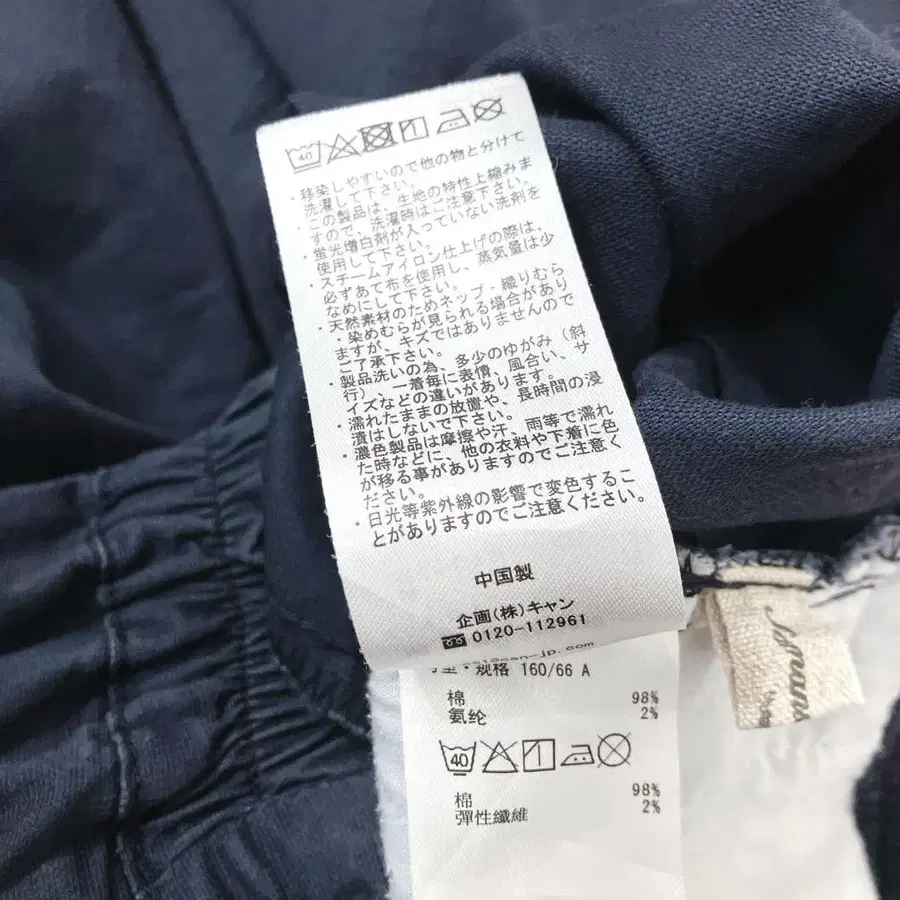 40
・移染しやすいので他の物と分けて
洗濯して下さい。
・この製品は、生地の特性上縮みま
すので、洗濯時はご注意下さい。
・蛍光増白剤が入っていない洗剤を
使用して下さい。
・スチームアイロン仕上げの際は、
必ずあて布を使用し、蒸気量は少
なめにして下さい。
・天然素材のためネップ・織りむら
・染めむらが見られる場合があり
ますが、キズではありませんので
ご了承下さい。
・製品洗いの為、多少のゆがみ（斜
行） 一着毎に表情、風合い、サ
イズなどの違いがあります。
・濡れたままの放置や、長時間の浸
漬はしないで下さい。
・濃色製品は摩擦や汗、雨等で濡れ
た時などに、他の衣料や下着に色
が移る事がありますのでご注意く
ださい。
・日光等紫外線の影響で変色するこ
とがありますのでご注意ください。
中国製
企画(株)キャン
0120-112961
an-jp.com
・规格 160/66 A
棉 98%
氨纶 2%
40
棉 98%
彈性纖維 2%